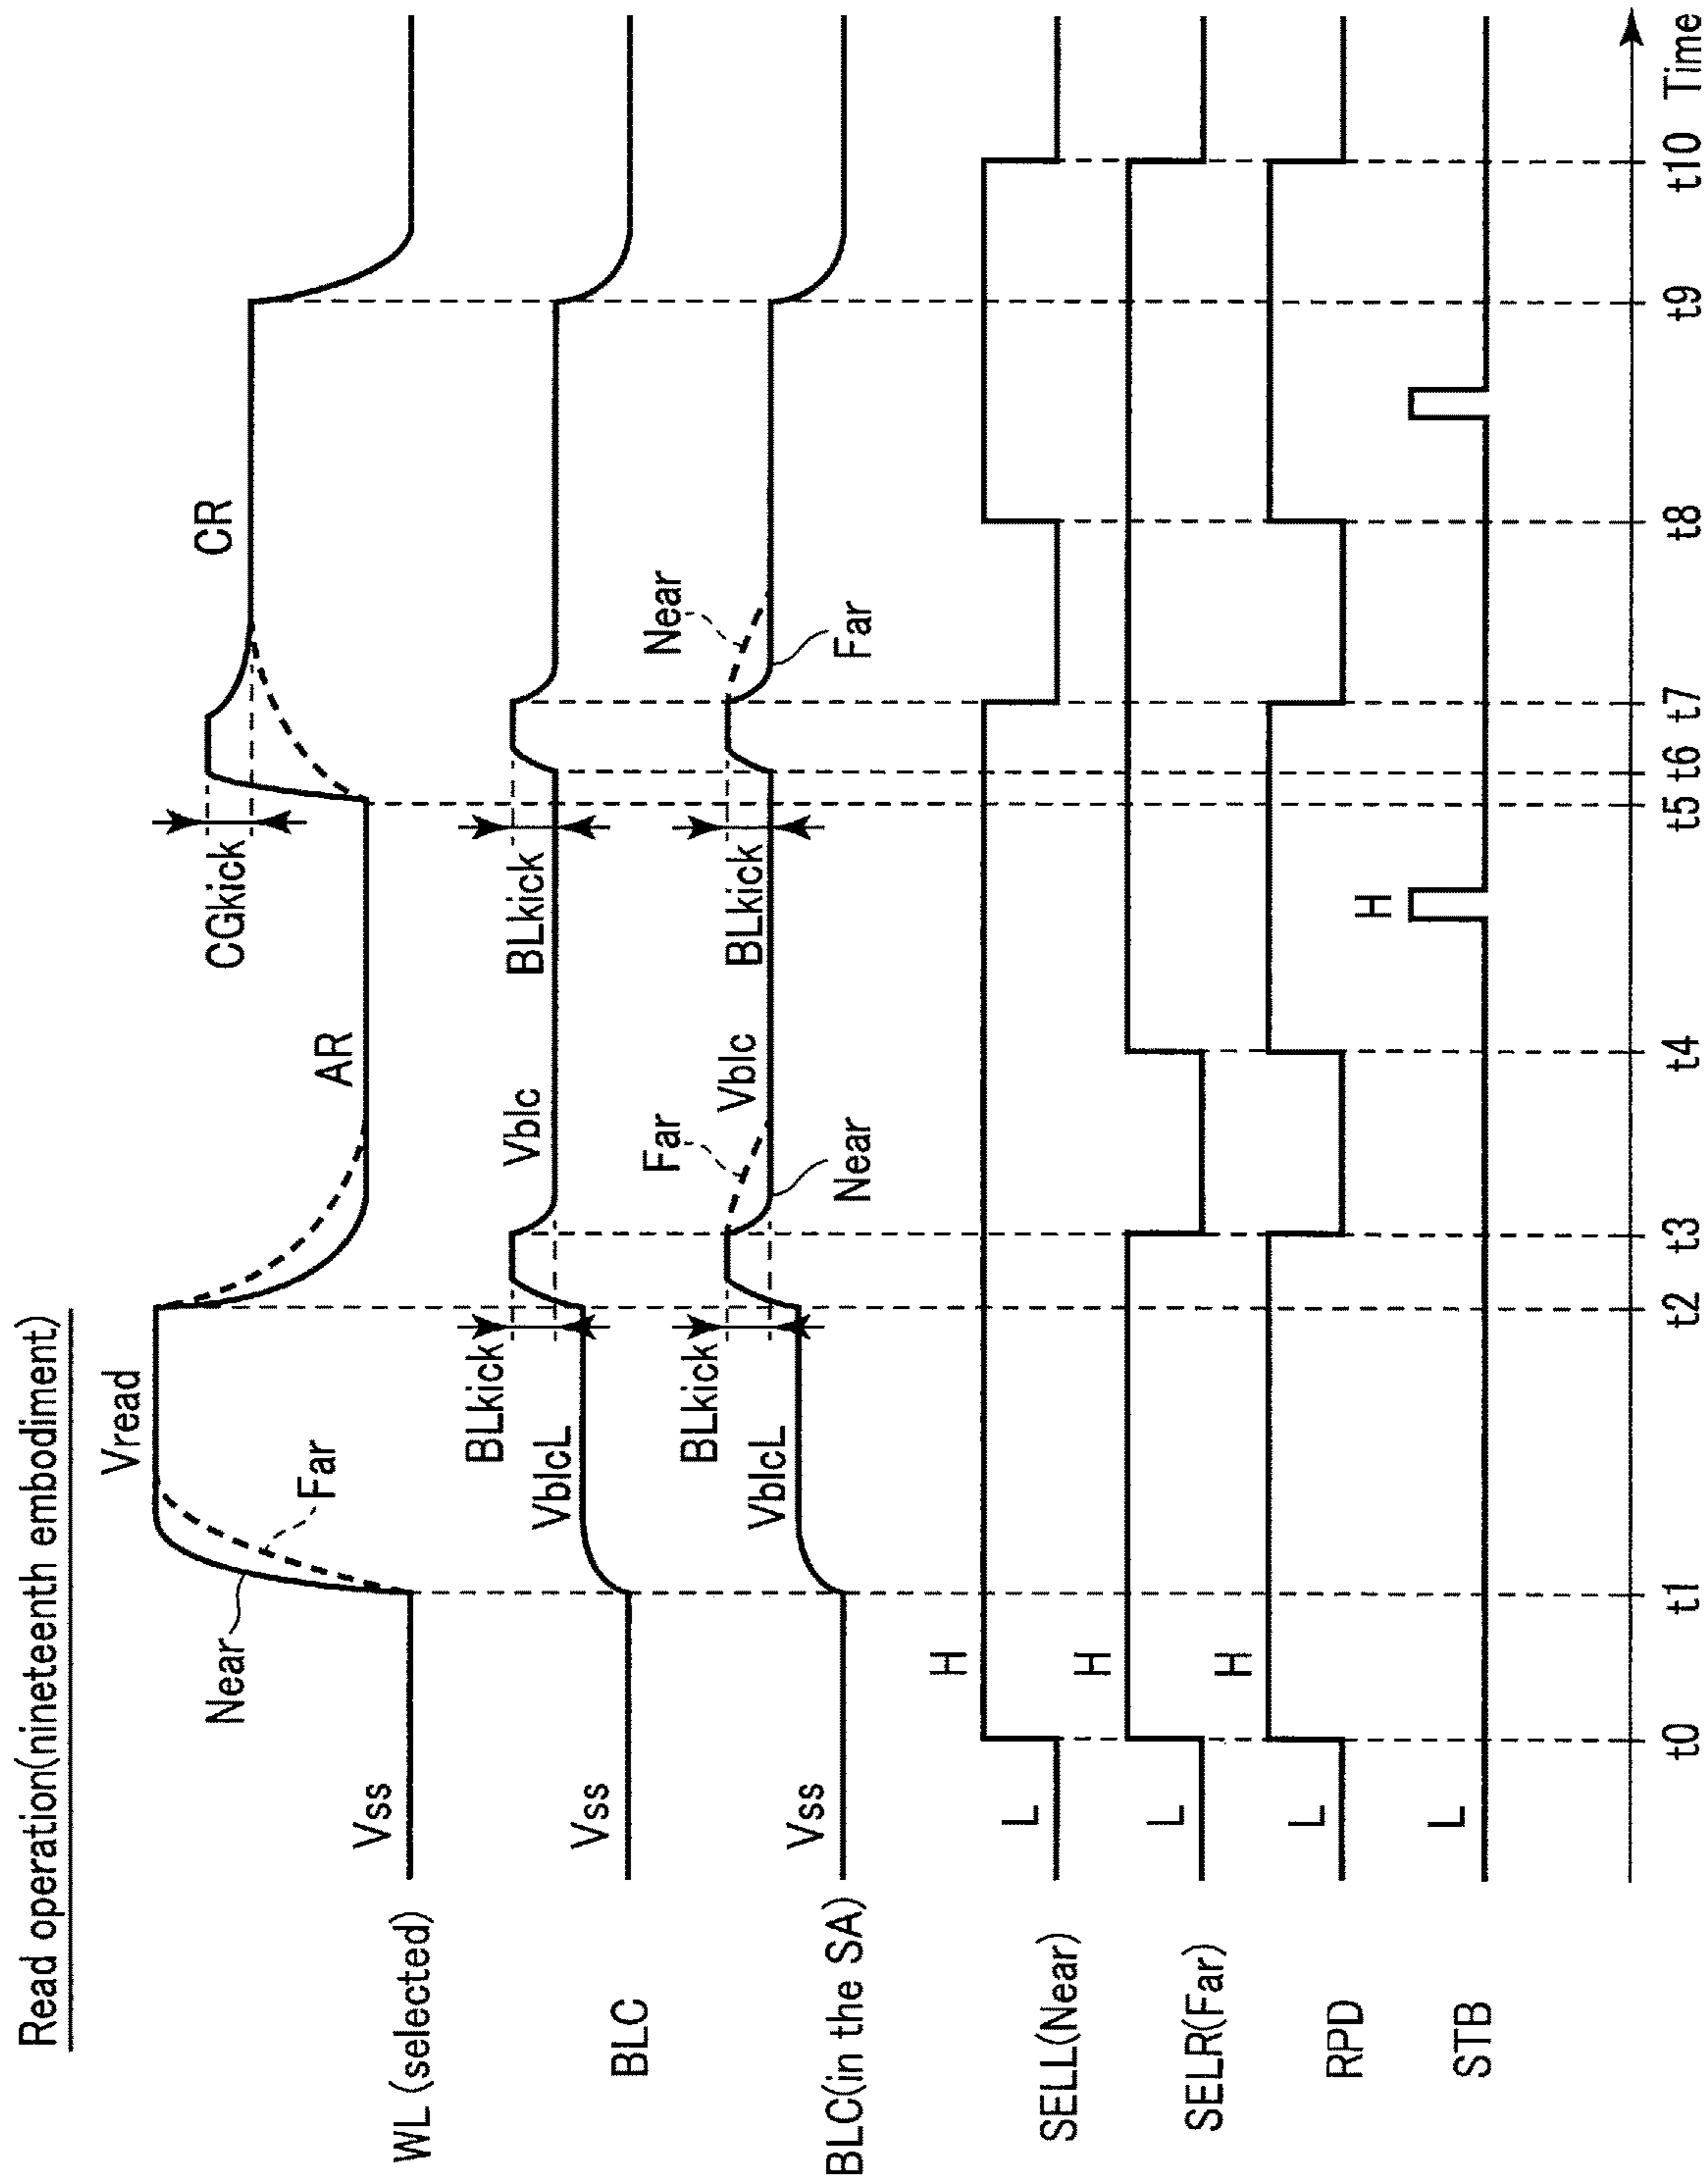 Read operation(nineteenth embodiment)
WL (selected)
Vss
Near
Far
Vread
AR
CGkick
CR
BLC
Vss
VblcL
BLkick
Vblc
BLkick
BLC(in the SA)
Vss
VblcL
BLkick
Near
Far
Vblc
BLkick
Far
Near
SELL(Near)
L
H
SELR(Far)
L
H
RPD
L
H
STB
L
H
t0 t1 t2 t3 t4 t5 t6 t7 t8 t9 t10 Time